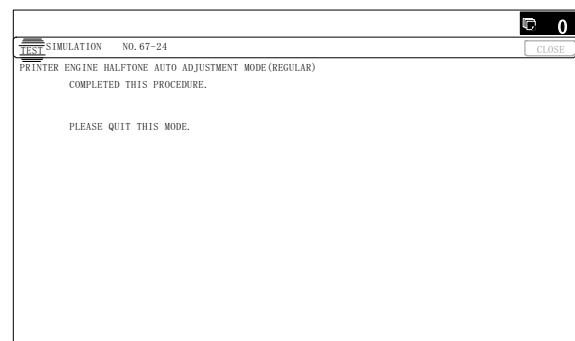 0
TEST SIMULATION NO.67-24
CLOSE
PRINTER ENGINE HALFTONE AUTO ADJUSTMENT MODE(REGULAR)
COMPLETED THIS PROCEDURE.
PLEASE QUIT THIS MODE.